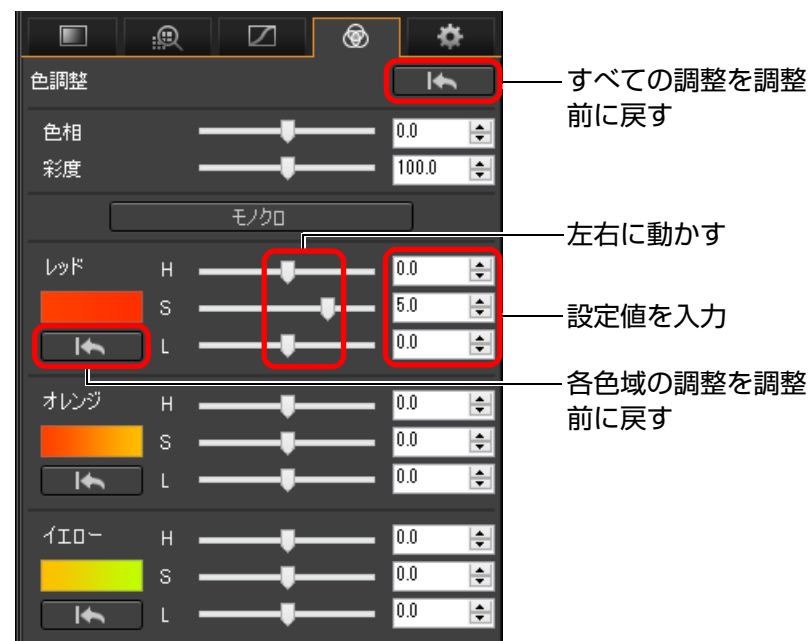 色調整
すべての調整を調整
前に戻す
色相 0.0
彩度 100.0
モノクロ
左右に動かす
レッド H 0.0
S 5.0
L 0.0
設定値を入力
各色域の調整を調整
前に戻す
オレンジ H 0.0
S 0.0
L 0.0
イエロー H 0.0
S 0.0
L 0.0